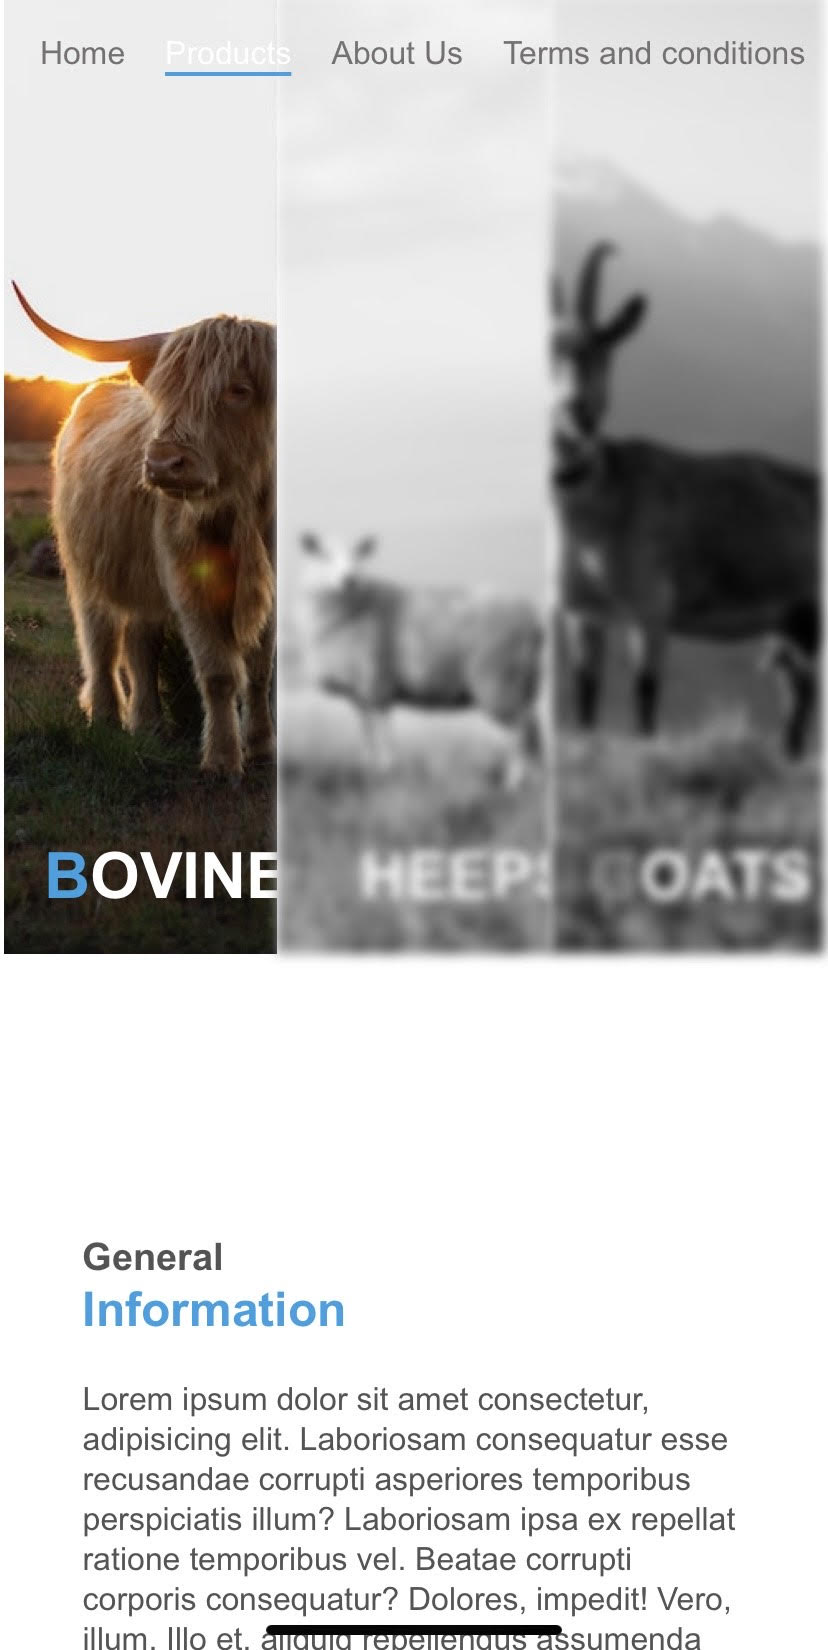 Home Products About Us Terms and conditions
BOVINE HEEPS GOATS
General
Information
Lorem ipsum dolor sit amet consectetur,
adipisicing elit. Laboriosam consequatur esse
recusandae corrupti asperiores temporibus
perspiciatis illum? Laboriosam ipsa ex repellat
ratione temporibus vel. Beatae corrupti
corporis consequatur? Dolores, impedit! Vero,
illum. Illo et, aliquid repellendus assumenda